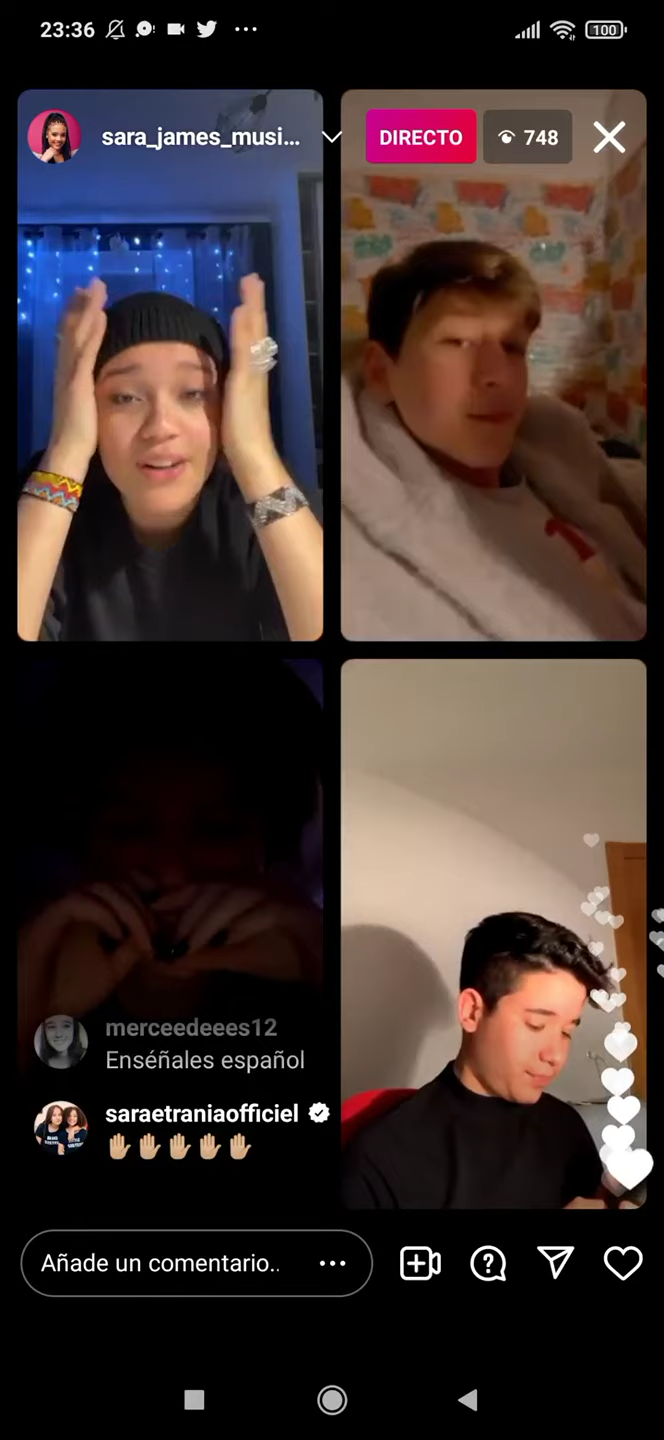 23:36
100
sara_james_musi...
DIRECTO
748
merceedeees12
Enséñales español
saraetraniaofficiel
Añade un comentario..